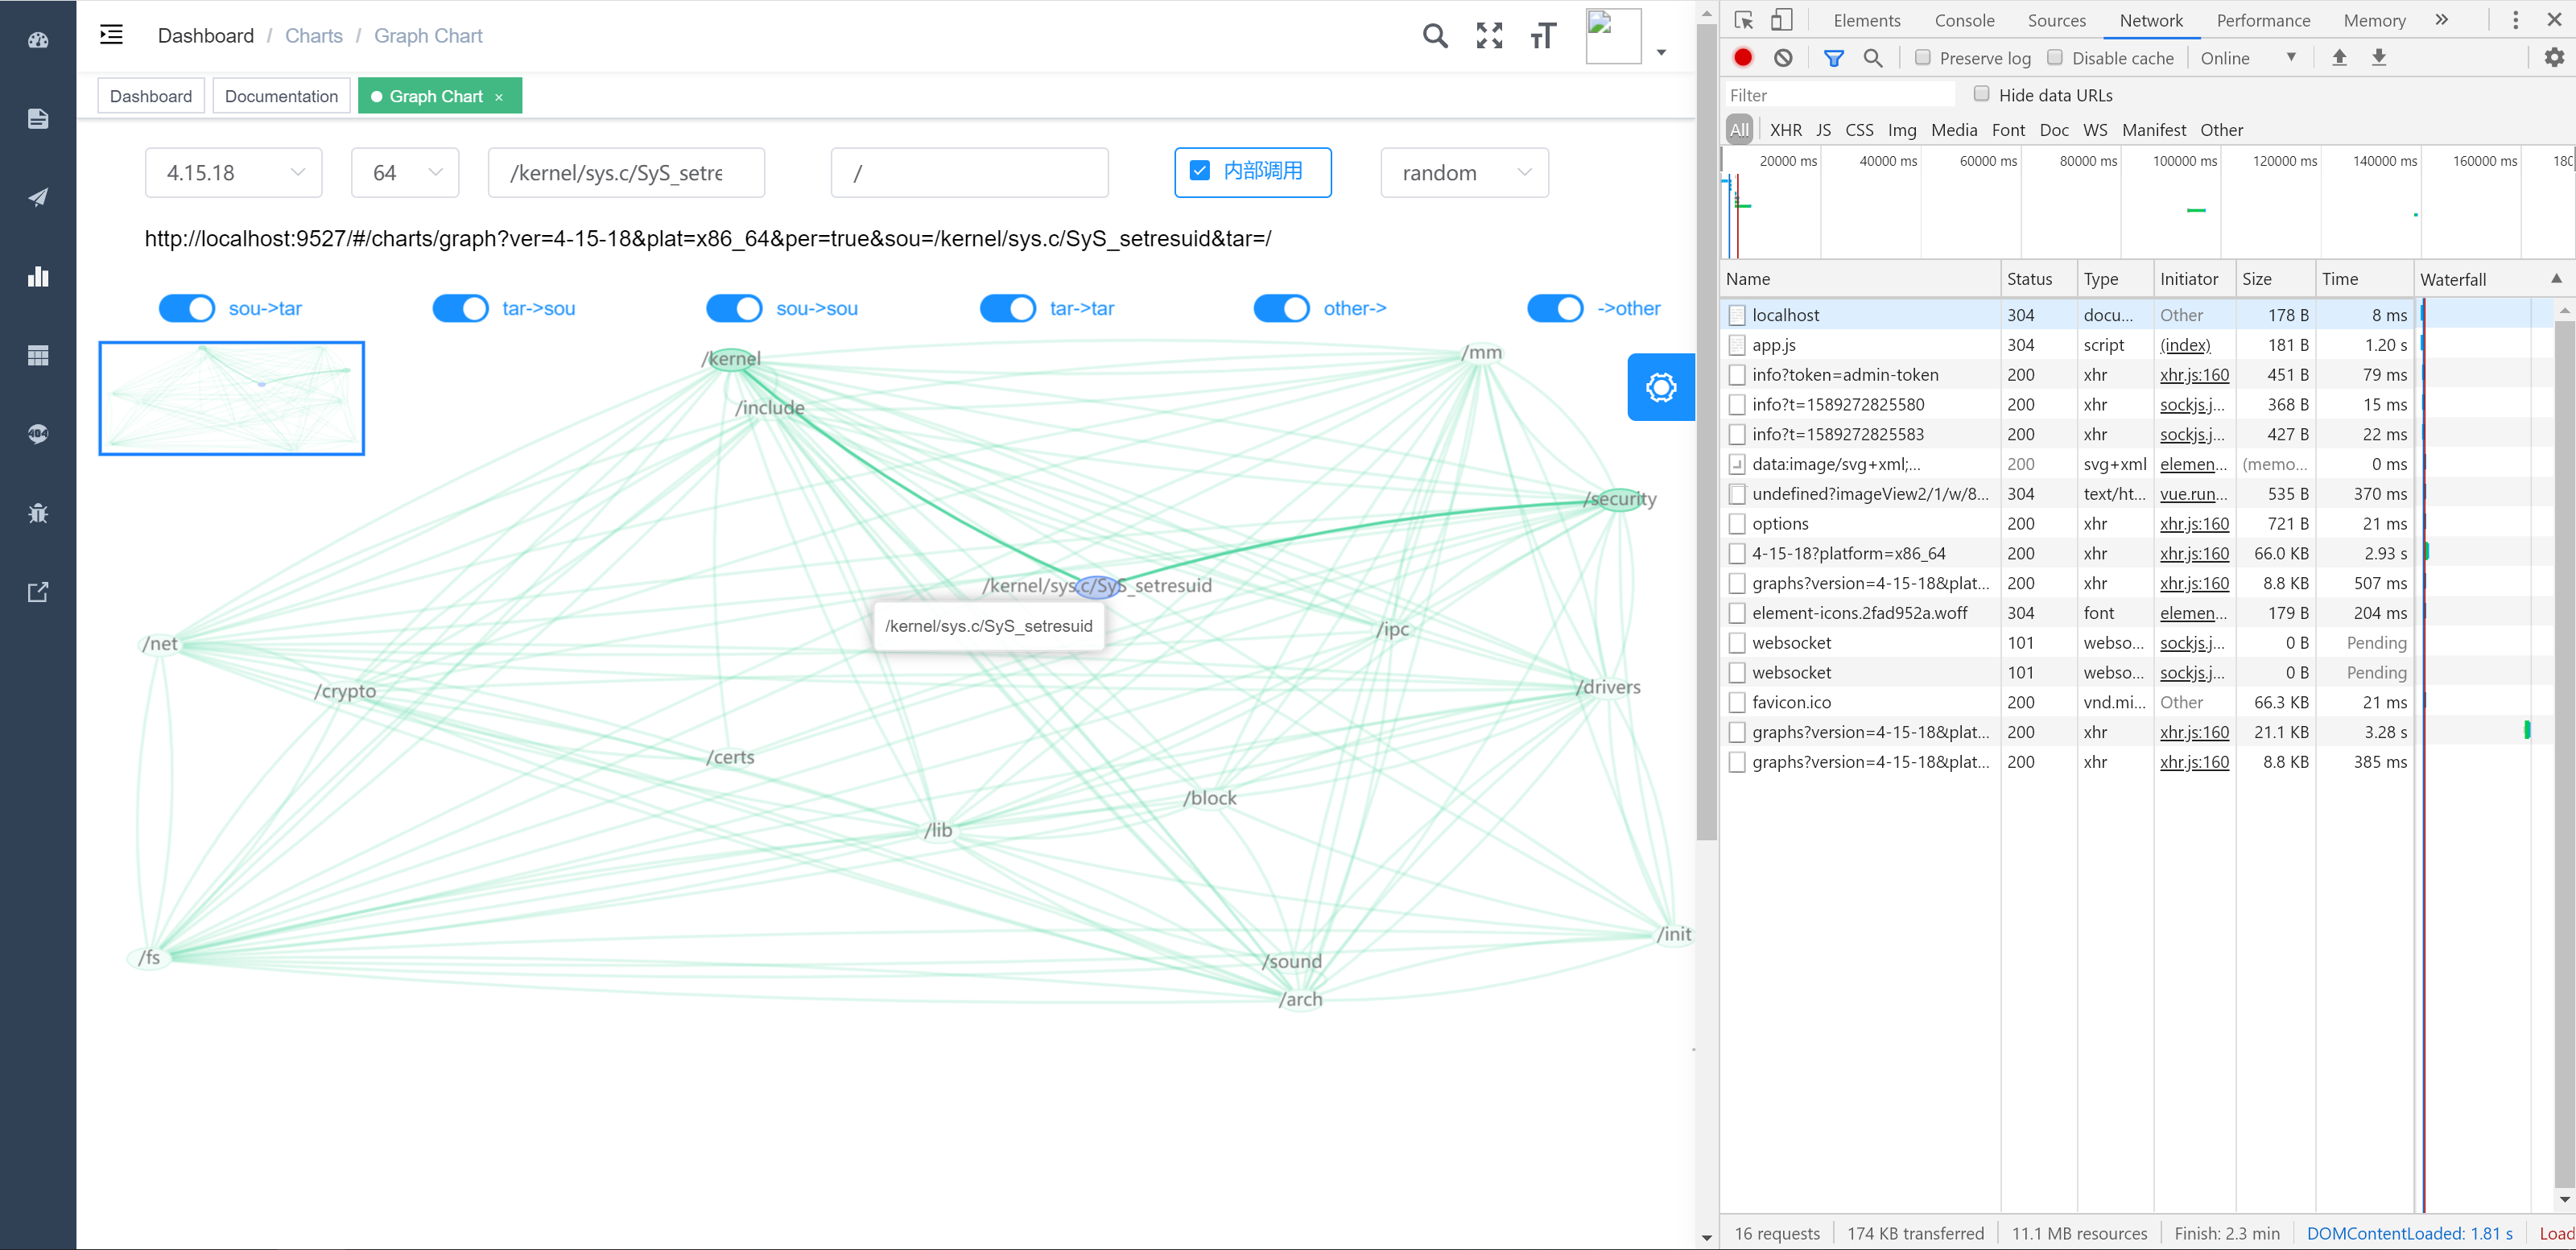 Dashboard / Charts / Graph Chart
Dashboard
Documentation
Graph Chart ×
4.15.18
64
/kernel/sys.c/SyS_setre
/
内部调用
random
http://localhost:9527/#/charts/graph?ver=4-15-18&plat=x86_64&per=true&sou=/kernel/sys.c/SyS_setresuid&tar=/
sou->tar
tar->sou
sou->sou
tar->tar
other->
->other
/kernel
/mm
/include
/security
/kernel/sys.c/SyS_setresuid
/kernel/sys.c/SyS_setresuid
/ipc
/net
/crypto
/drivers
/certs
/block
/lib
/init
/fs
/sound
/arch
404
Elements Console Sources Network Performance Memory »
Preserve log Disable cache Online
Filter
Hide data URLs
All XHR JS CSS Img Media Font Doc WS Manifest Other
20000 ms 40000 ms 60000 ms 80000 ms 100000 ms 120000 ms 140000 ms 160000 ms 180
Name Status Type Initiator Size Time Waterfall
localhost 304 docu... Other 178 B 8 ms
app.js 304 script (index) 181 B 1.20 s
info?token=admin-token 200 xhr xhr.js:160 451 B 79 ms
info?t=1589272825580 200 xhr sockjs.j... 368 B 15 ms
info?t=1589272825583 200 xhr sockjs.j... 427 B 22 ms
data:image/svg+xml;... 200 svg+xml elemen... (memo... 0 ms
undefined?imageView2/1/w/8... 304 text/ht... vue.run... 535 B 370 ms
options 200 xhr xhr.js:160 721 B 21 ms
4-15-18?platform=x86_64 200 xhr xhr.js:160 66.0 KB 2.93 s
graphs?version=4-15-18&plat... 200 xhr xhr.js:160 8.8 KB 507 ms
element-icons.2fad952a.woff 304 font elemen... 179 B 204 ms
websocket 101 webso... sockjs.j... 0 B Pending
websocket 101 webso... sockjs.j... 0 B Pending
favicon.ico 200 vnd.mi... Other 66.3 KB 21 ms
graphs?version=4-15-18&plat... 200 xhr xhr.js:160 21.1 KB 3.28 s
graphs?version=4-15-18&plat... 200 xhr xhr.js:160 8.8 KB 385 ms
16 requests 174 KB transferred 11.1 MB resources Finish: 2.3 min DOMContentLoaded: 1.81 s Load